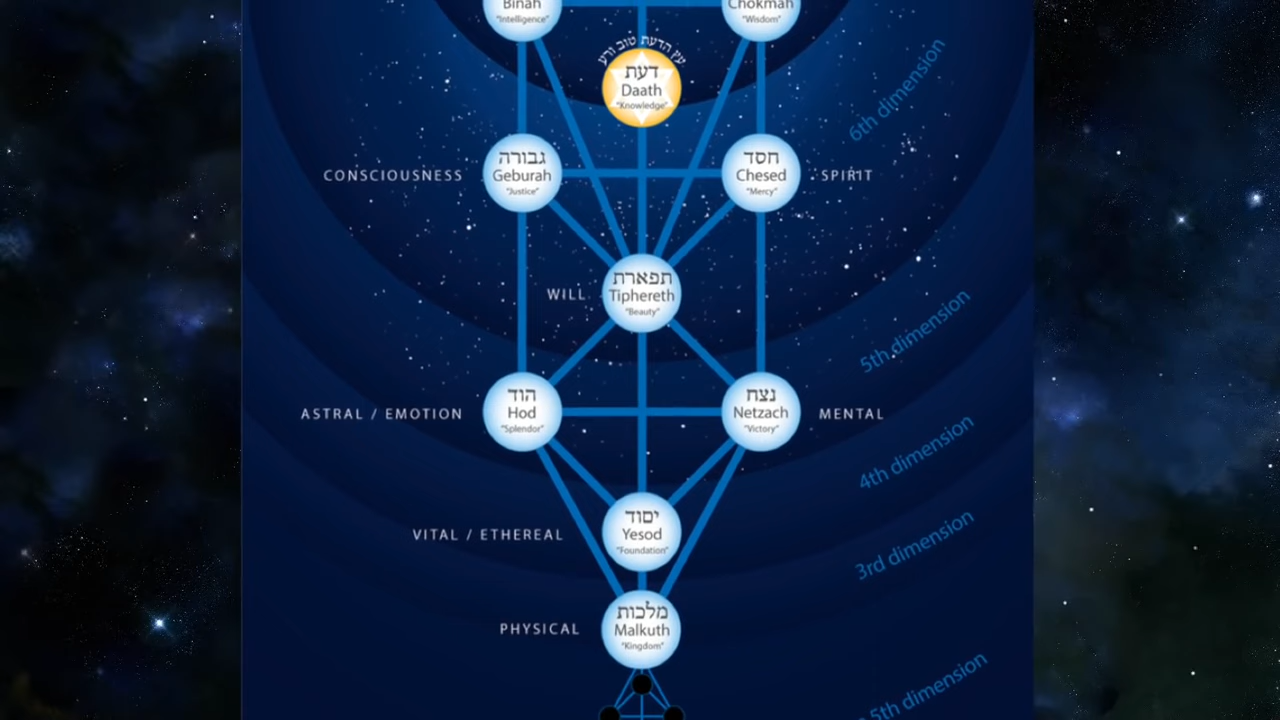 Binah
"Intelligence"
Chokmah
"Wisdom"
עץ הדעת טוב ורע
דעת
Daath
"Knowledge"
6th dimension
CONSCIOUSNESS
גבורה
Geburah
"Justice"
חסד
Chesed
"Mercy"
SPIRIT
WILL
תפארת
Tiphereth
"Beauty"
5th dimension
ASTRAL / EMOTION
הוד
Hod
"Splendor"
נצח
Netzach
"Victory"
MENTAL
4th dimension
VITAL / ETHEREAL
יסוד
Yesod
"Foundation"
3rd dimension
PHYSICAL
מלכות
Malkuth
"Kingdom"
5th dimension